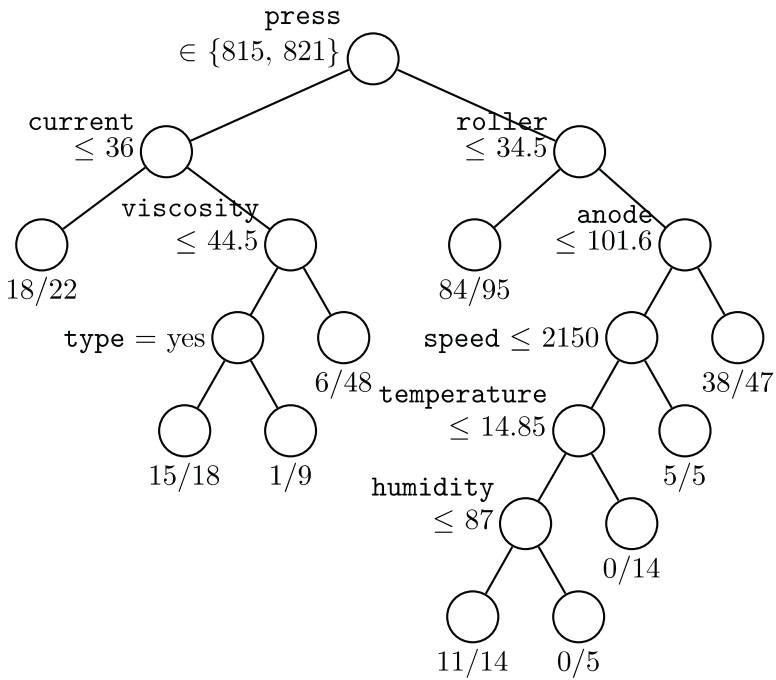 press
∈ {815, 821}
current
≤ 36
roller
≤ 34.5
viscosity
≤ 44.5
anode
≤ 101.6
18/22
84/95
type = yes
speed ≤ 2150
6/48
38/47
temperature
≤ 14.85
15/18
1/9
5/5
humidity
≤ 87
0/14
11/14
0/5